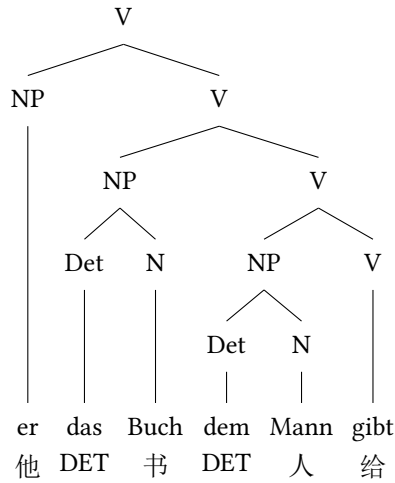 V
NP V
NP V
Det N NP V
Det N
er das Buch dem Mann gibt
他 DET 书 DET 人 给